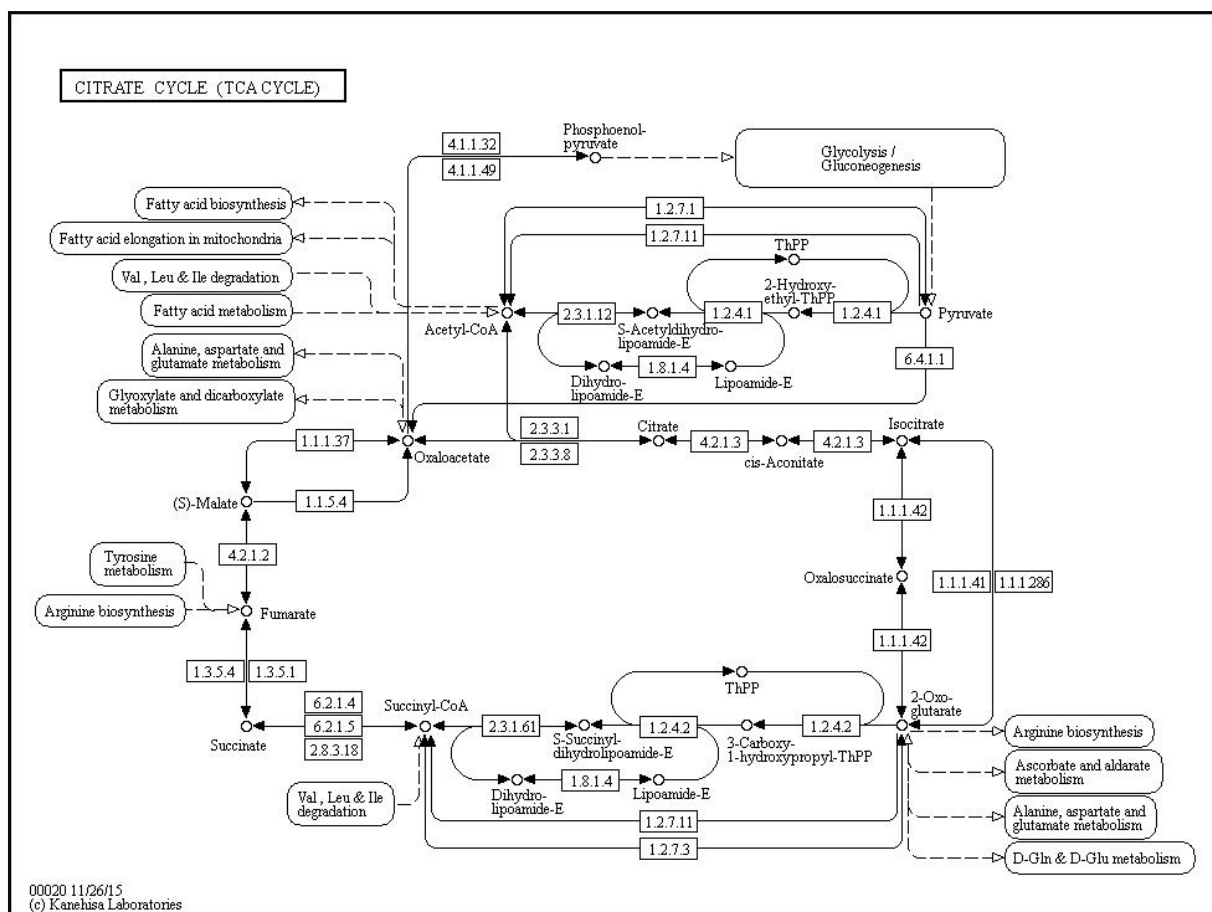 CITRATE CYCLE (TCA CYCLE)
Phosphoenol-
pyruvate
4.1.1.32
4.1.1.49
Glycolysis /
Gluconeogenesis
Fatty acid biosynthesis
Fatty acid elongation in mitochondria
Val , Leu & Ile degradation
Fatty acid metabolism
1.2.7.1
1.2.7.11
ThPP
2-Hydroxy-
ethyl-ThPP
2.3.1.12
1.2.4.1
1.2.4.1
Acetyl-CoA
S-Acetyldihydro-
lipoamide-E
Pyruvate
Alanine, aspartate and
glutamate metabolism
1.8.1.4
6.4.1.1
Dihydro-
lipoamide-E
Lipoamide-E
Glyoxylate and dicarboxylate
metabolism
1.1.1.37
Oxaloacetate
2.3.3.1
2.3.3.8
Citrate
4.2.1.3
cis-Aconitate
4.2.1.3
Isocitrate
(S)-Malate
1.1.5.4
1.1.1.42
Tyrosine
metabolism
4.2.1.2
Oxalosuccinate
1.1.1.41
1.1.1.286
Arginine biosynthesis
Fumarate
1.1.1.42
1.3.5.4
1.3.5.1
ThPP
6.2.1.4
6.2.1.5
2.8.3.18
Succinyl-CoA
2-Oxo-
glutarate
Succinate
2.3.1.61
1.2.4.2
1.2.4.2
S-Succinyl-
dihydrolipoamide-E
3-Carboxy-
1-hydroxypropyl-ThPP
Arginine biosynthesis
1.8.1.4
Dihydro-
lipoamide-E
Lipoamide-E
Ascorbate and aldarate
metabolism
Val , Leu & Ile
degradation
1.2.7.11
Alanine, aspartate and
glutamate metabolism
1.2.7.3
D-Gln & D-Glu metabolism
00020 11/26/15
(c) Kanehisa Laboratories